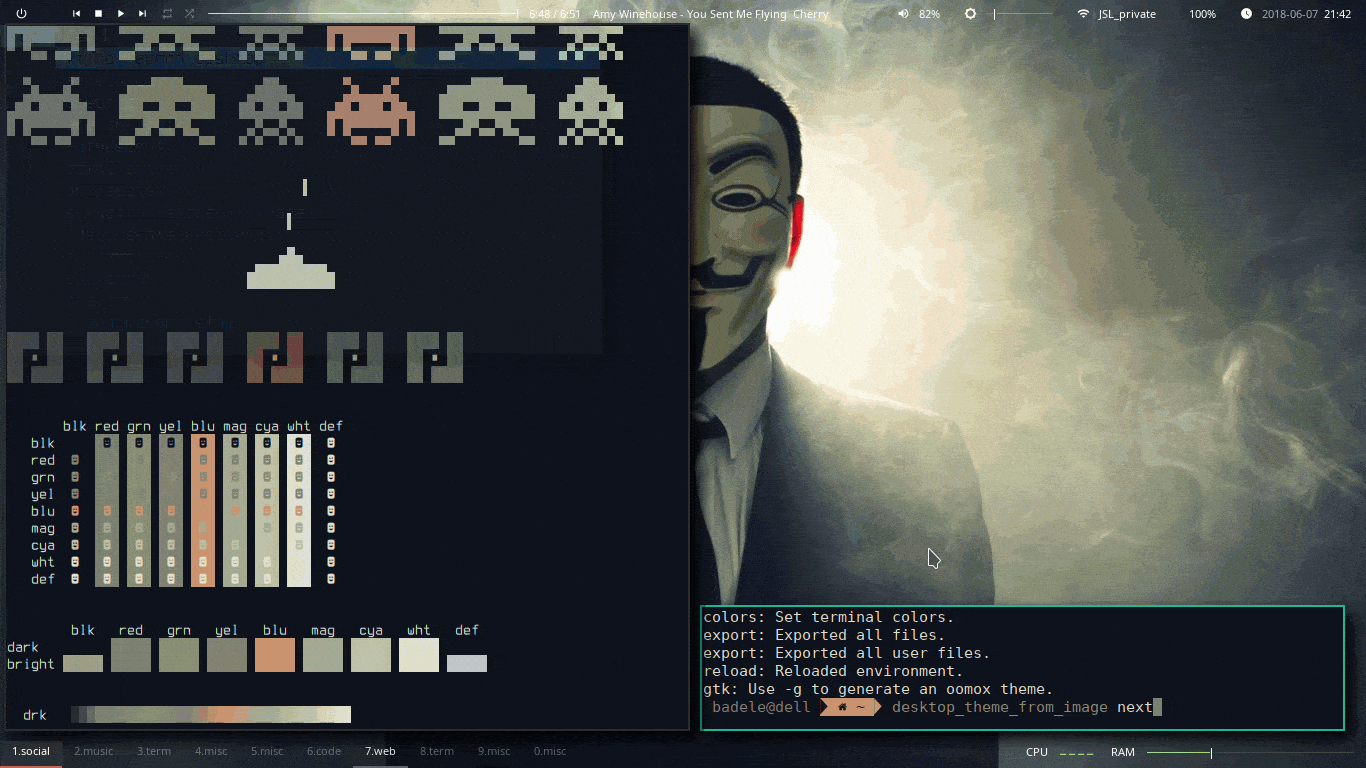 6:48 / 6:51 Amy Winehouse - You Sent Me Flying Cherry 82% JSL_private 100% 2018-06-07 21:42
blk red grn yel blu mag cya wht def
blk
red
grn
yel
blu
mag
cya
wht
def
blk red grn yel blu mag cya wht def
dark
bright
drk
colors: Set terminal colors.
export: Exported all files.
export: Exported all user files.
reload: Reloaded environment.
gtk: Use -g to generate an oomox theme.
badele@dell ~ desktop_theme_from_image next
1.social 2.music 3.term 4.misc 5.misc 6.code 7.web 8.term 9.misc 0.misc CPU RAM